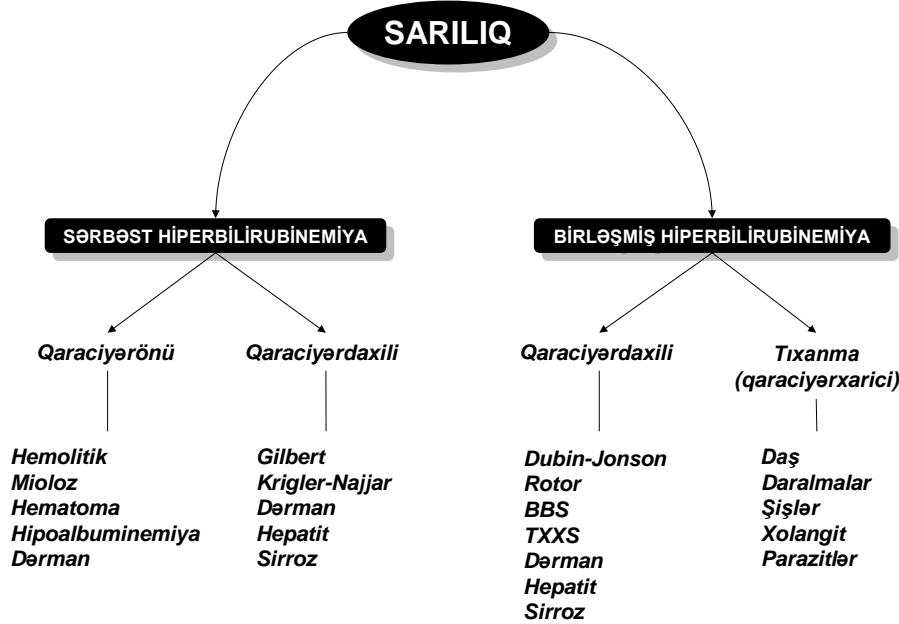 SARILIQ
SƏRBƏST HİPERBİLİRUBİNEMİYA
BİRLƏŞMİŞ HİPERBİLİRUBİNEMİYA
Qaraciyərönü
Qaraciyərdaxili
Qaraciyərdaxili
Tıxanma
(qaraciyərxarici)
Hemolitik
Mioloz
Hematoma
Hipoalbuminemiya
Dərman
Gilbert
Krigler-Najjar
Dərman
Hepatit
Sirroz
Dubin-Jonson
Rotor
BBS
TXXS
Dərman
Hepatit
Sirroz
Daş
Daralmalar
Şişlər
Xolangit
Parazitlər